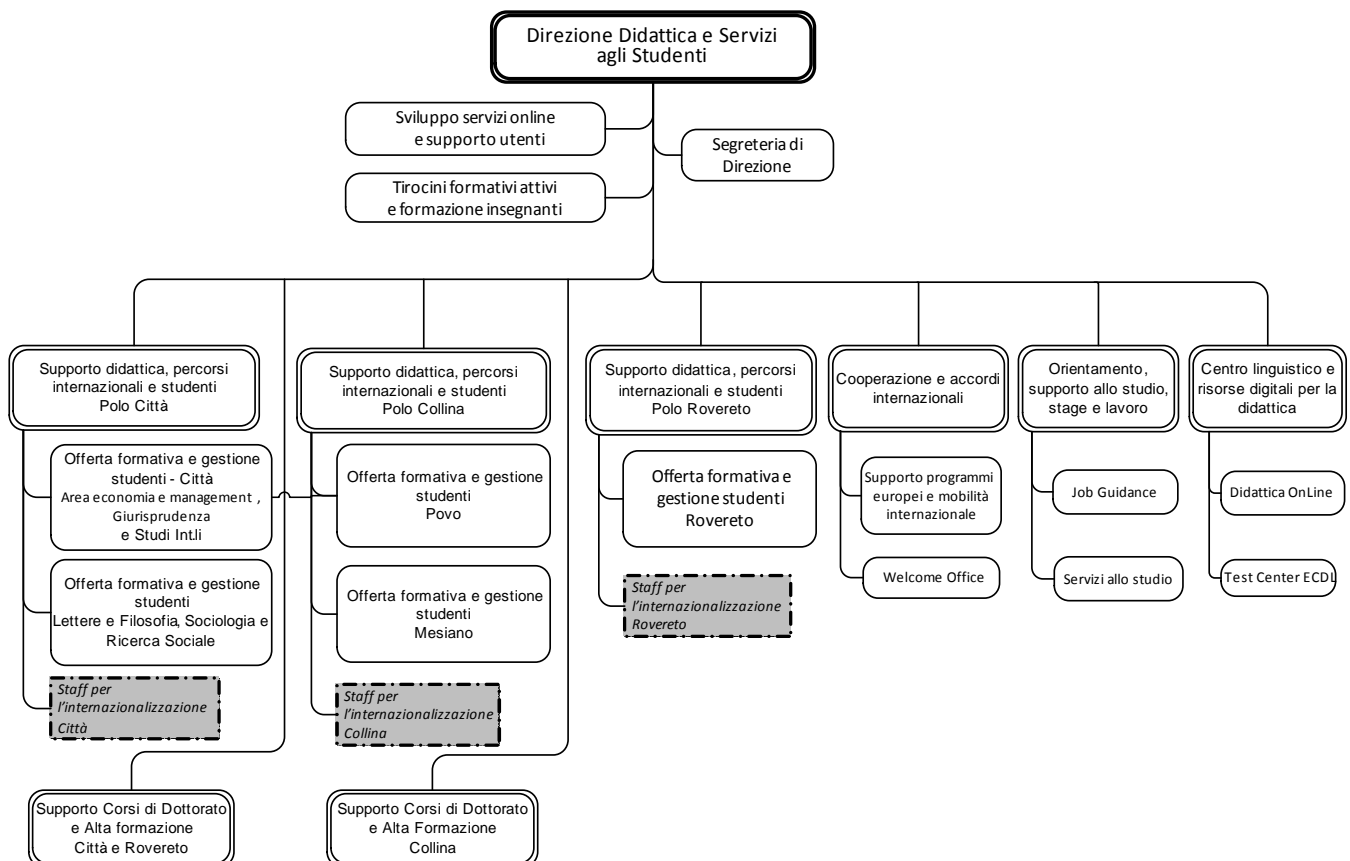 Direzione Didattica e Servizi
agli Studenti
Sviluppo servizi online
e supporto utenti
Segreteria di
Direzione
Tirocini formativi attivi
e formazione insegnanti
Supporto didattica, percorsi
internazionali e studenti
Polo Città
Supporto didattica, percorsi
internazionali e studenti
Polo Collina
Supporto didattica, percorsi
internazionali e studenti
Polo Rovereto
Cooperazione e accordi
internazionali
Orientamento,
supporto allo studio,
stage e lavoro
Centro linguistico e
risorse digitali per la
didattica
Offerta formativa e gestione
studenti - Città
Area economia e management ,
Giurisprudenza
e Studi Int.li
Offerta formativa e gestione
studenti
Povo
Offerta formativa e
gestione studenti
Rovereto
Supporto programmi
europei e mobilità
internazionale
Job Guidance
Didattica OnLine
Offerta formativa e gestione
studenti
Lettere e Filosofia, Sociologia e
Ricerca Sociale
Offerta formativa e gestione
studenti
Mesiano
Staff per
l'internazionalizzazione
Rovereto
Welcome Office
Servizi allo studio
Test Center ECDL
Staff per
l'internazionalizzazione
Città
Staff per
l'internazionalizzazione
Collina
Supporto Corsi di Dottorato
e Alta formazione
Città e Rovereto
Supporto Corsi di Dottorato
e Alta Formazione
Collina